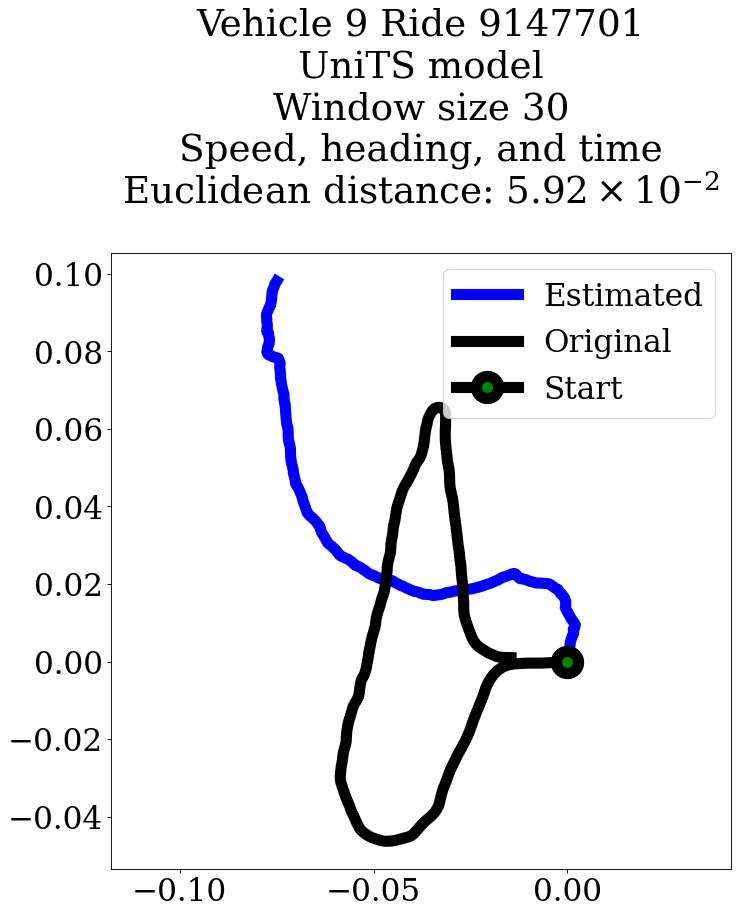 Vehicle 9 Ride 9147701
UniTS model
Window size 30
Speed, heading, and time
Euclidean distance: 5.92 × 10⁻²
Estimated
Original
Start
0.10
0.08
0.06
0.04
0.02
0.00
−0.02
−0.04
−0.10 −0.05 0.00